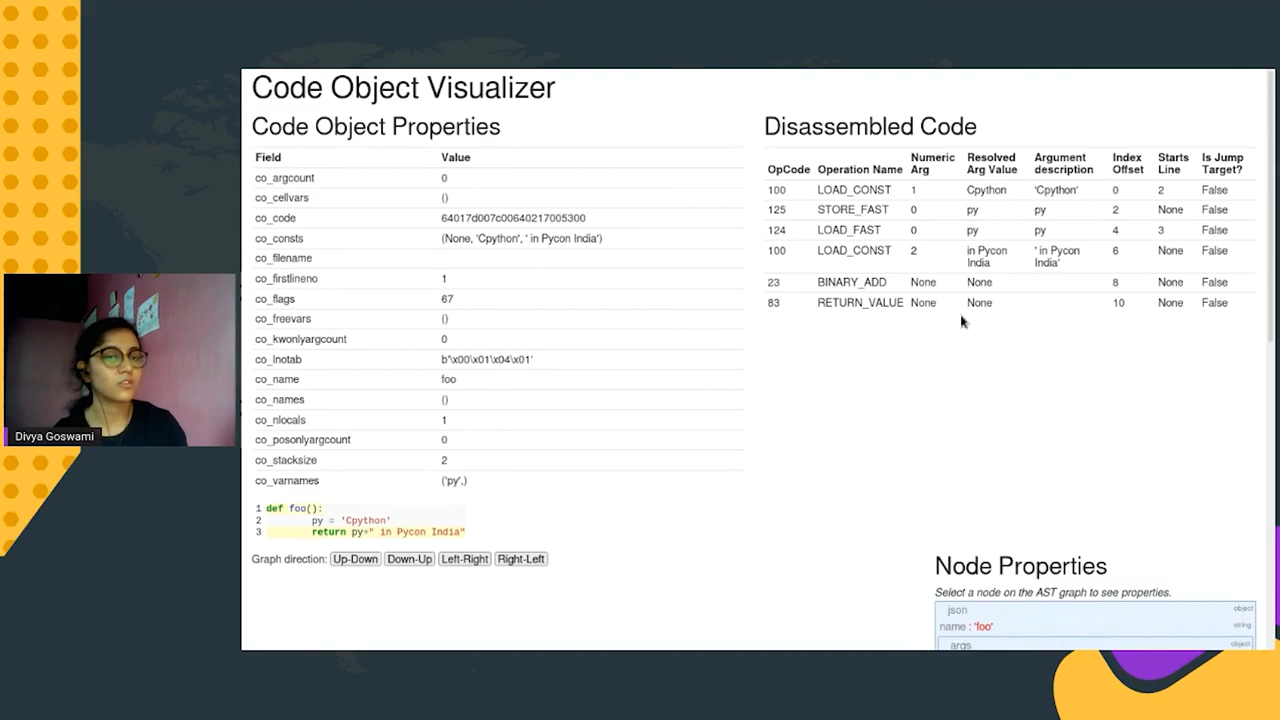 Code Object Visualizer
Code Object Properties
Field Value
co_argcount 0
co_cellvars ()
co_code 64017d007c00640217005300
co_consts (None, 'Cpython', ' in Pycon India')
co_filename
co_firstlineno 1
co_flags 67
co_freevars ()
co_kwonlyargcount 0
co_lnotab b'\x00\x01\x04\x01'
co_name foo
co_names ()
co_nlocals 1
co_posonlyargcount 0
co_stacksize 2
co_varnames ('py',)
1 def foo():
2 py = 'Cpython'
3 return py+" in Pycon India"
Graph direction: Up-Down Down-Up Left-Right Right-Left
Disassembled Code
OpCode Operation Name Numeric Arg Resolved Arg Value Argument description Index Offset Starts Line Is Jump Target?
100 LOAD_CONST 1 Cpython 'Cpython' 0 2 False
125 STORE_FAST 0 py py 2 None False
124 LOAD_FAST 0 py py 4 3 False
100 LOAD_CONST 2 in Pycon India ' in Pycon India' 6 None False
23 BINARY_ADD None None 8 None False
83 RETURN_VALUE None None 10 None False
Node Properties
Select a node on the AST graph to see properties.
json object
name : 'foo' string
args object
Divya Goswami